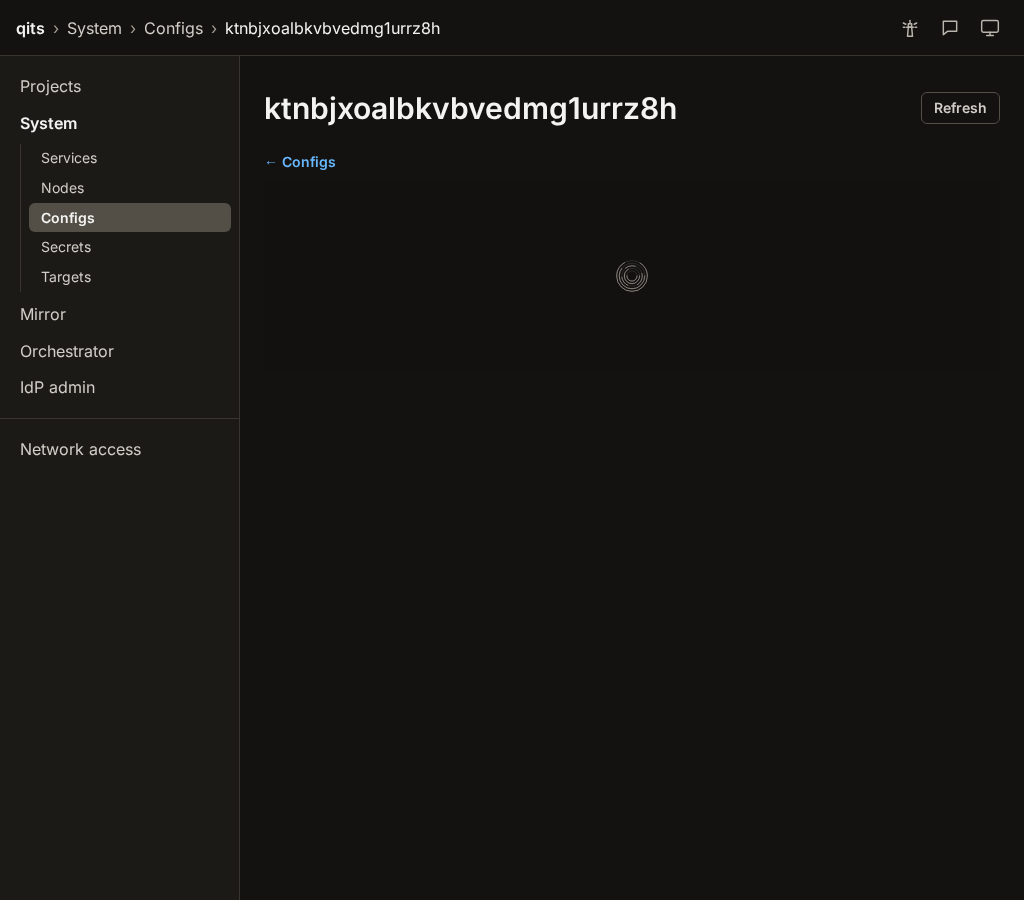 qits › System › Configs › ktnbjxoalbkvbvedmg1urrz8h
Projects
System
Services
Nodes
Configs
Secrets
Targets
Mirror
Orchestrator
IdP admin
Network access
ktnbjxoalbkvbvedmg1urrz8h
Refresh
← Configs